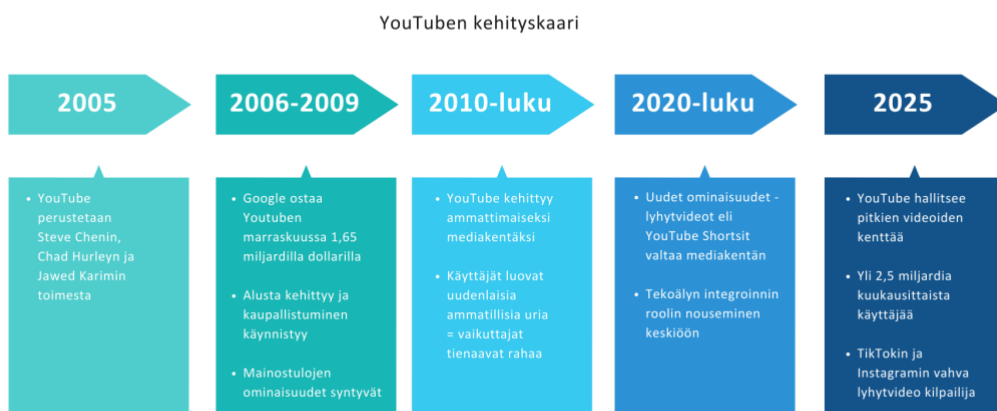 YouTuben kehityskaari
2005
2006-2009
2010-luku
2020-luku
2025
• YouTube
perustetaan
Steve Chenin,
Chad Hurleyn ja
Jawed Karimin
toimesta
• Google ostaa
Youtuben
marraskuussa 1,65
miljardilla dollarilla
• Alusta kehittyy ja
kaupallistuminen
käynnistyy
• Mainostulojen
ominaisuudet syntyvät
• YouTube kehittyy
ammattimaiseksi
mediakentäksi
• Käyttäjät luovat
uudenlaisia
ammatillisia uria
= vaikuttajat
tienaavat rahaa
• Uudet ominaisuudet -
lyhytvideot eli
YouTube Shortsit
valtaa mediakentän
• Tekoälyn integroinnin
roolin nouseminen
keskiöön
• YouTube hallitsee
pitkien videoiden
kenttää
• Yli 2,5 miljardia
kuukausittaista
käyttäjää
• TikTokin ja
Instagramin vahva
lyhytvideo kilpailija